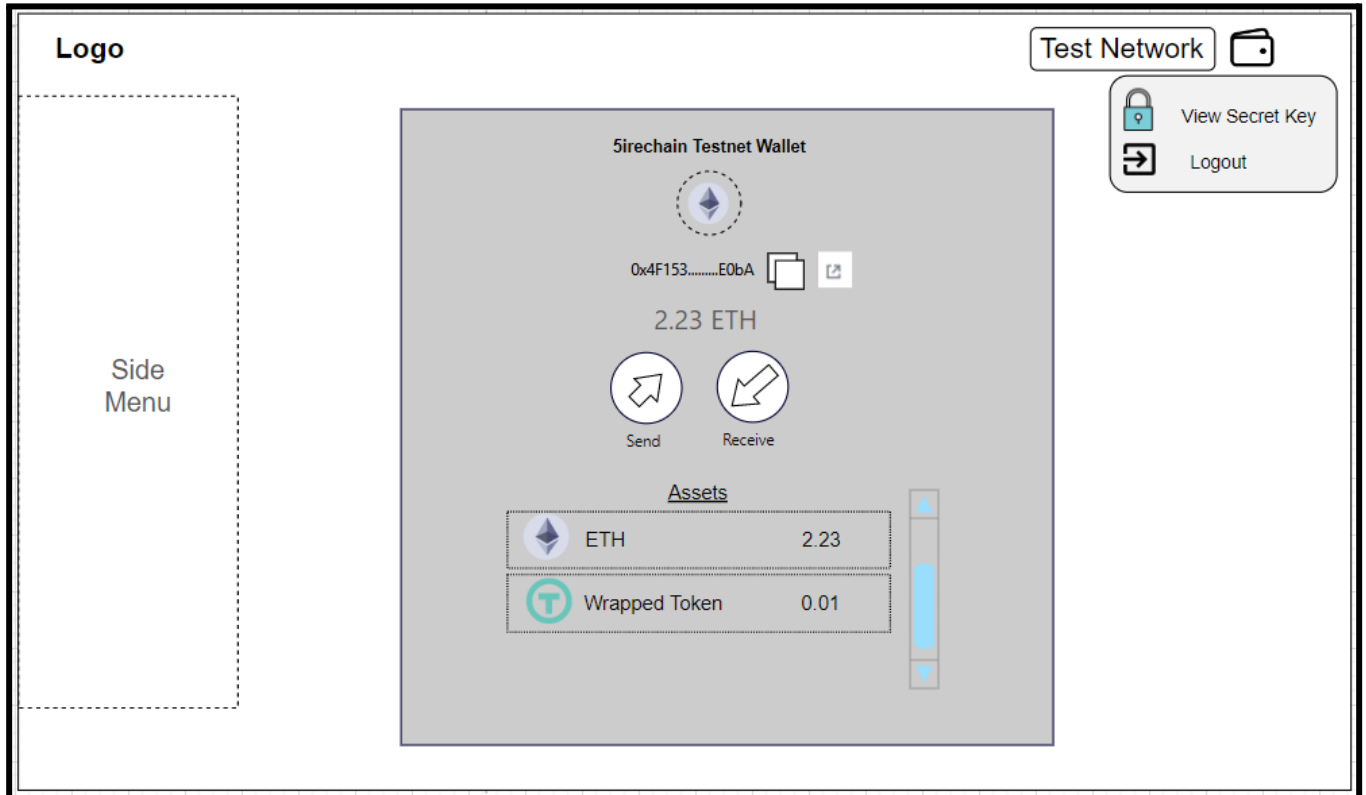 Logo
Test Network
View Secret Key
Logout
5irechain Testnet Wallet
0x4F153.........E0bA
2.23 ETH
Send
Receive
Side
Menu
Assets
ETH 2.23
Wrapped Token 0.01